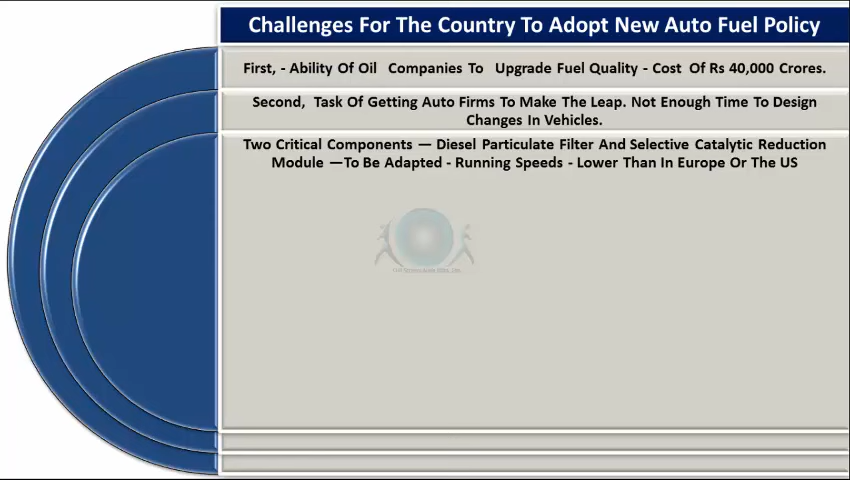 Challenges For The Country To Adopt New Auto Fuel Policy
First, - Ability Of Oil Companies To Upgrade Fuel Quality - Cost Of Rs 40,000 Crores.
Second, Task Of Getting Auto Firms To Make The Leap. Not Enough Time To Design
Changes In Vehicles.
Two Critical Components — Diesel Particulate Filter And Selective Catalytic Reduction
Module —To Be Adapted - Running Speeds - Lower Than In Europe Or The US